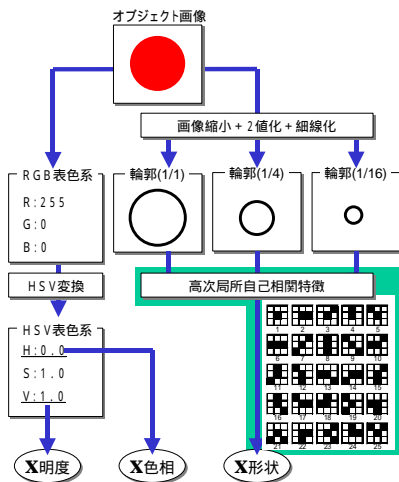 オブジェクト画像
画像縮小+2値化+細線化
RGB表色系
R:255
G:0
B:0
輪郭(1/1)
輪郭(1/4)
輪郭(1/16)
HSV変換
高次局所自己相関特徴
HSV表色系
H:0.0
S:1.0
V:1.0
1 2 3 4 5
6 7 8 9 10
11 12 13 14 15
16 17 18 19 20
21 22 23 24 25
X明度
X色相
X形状